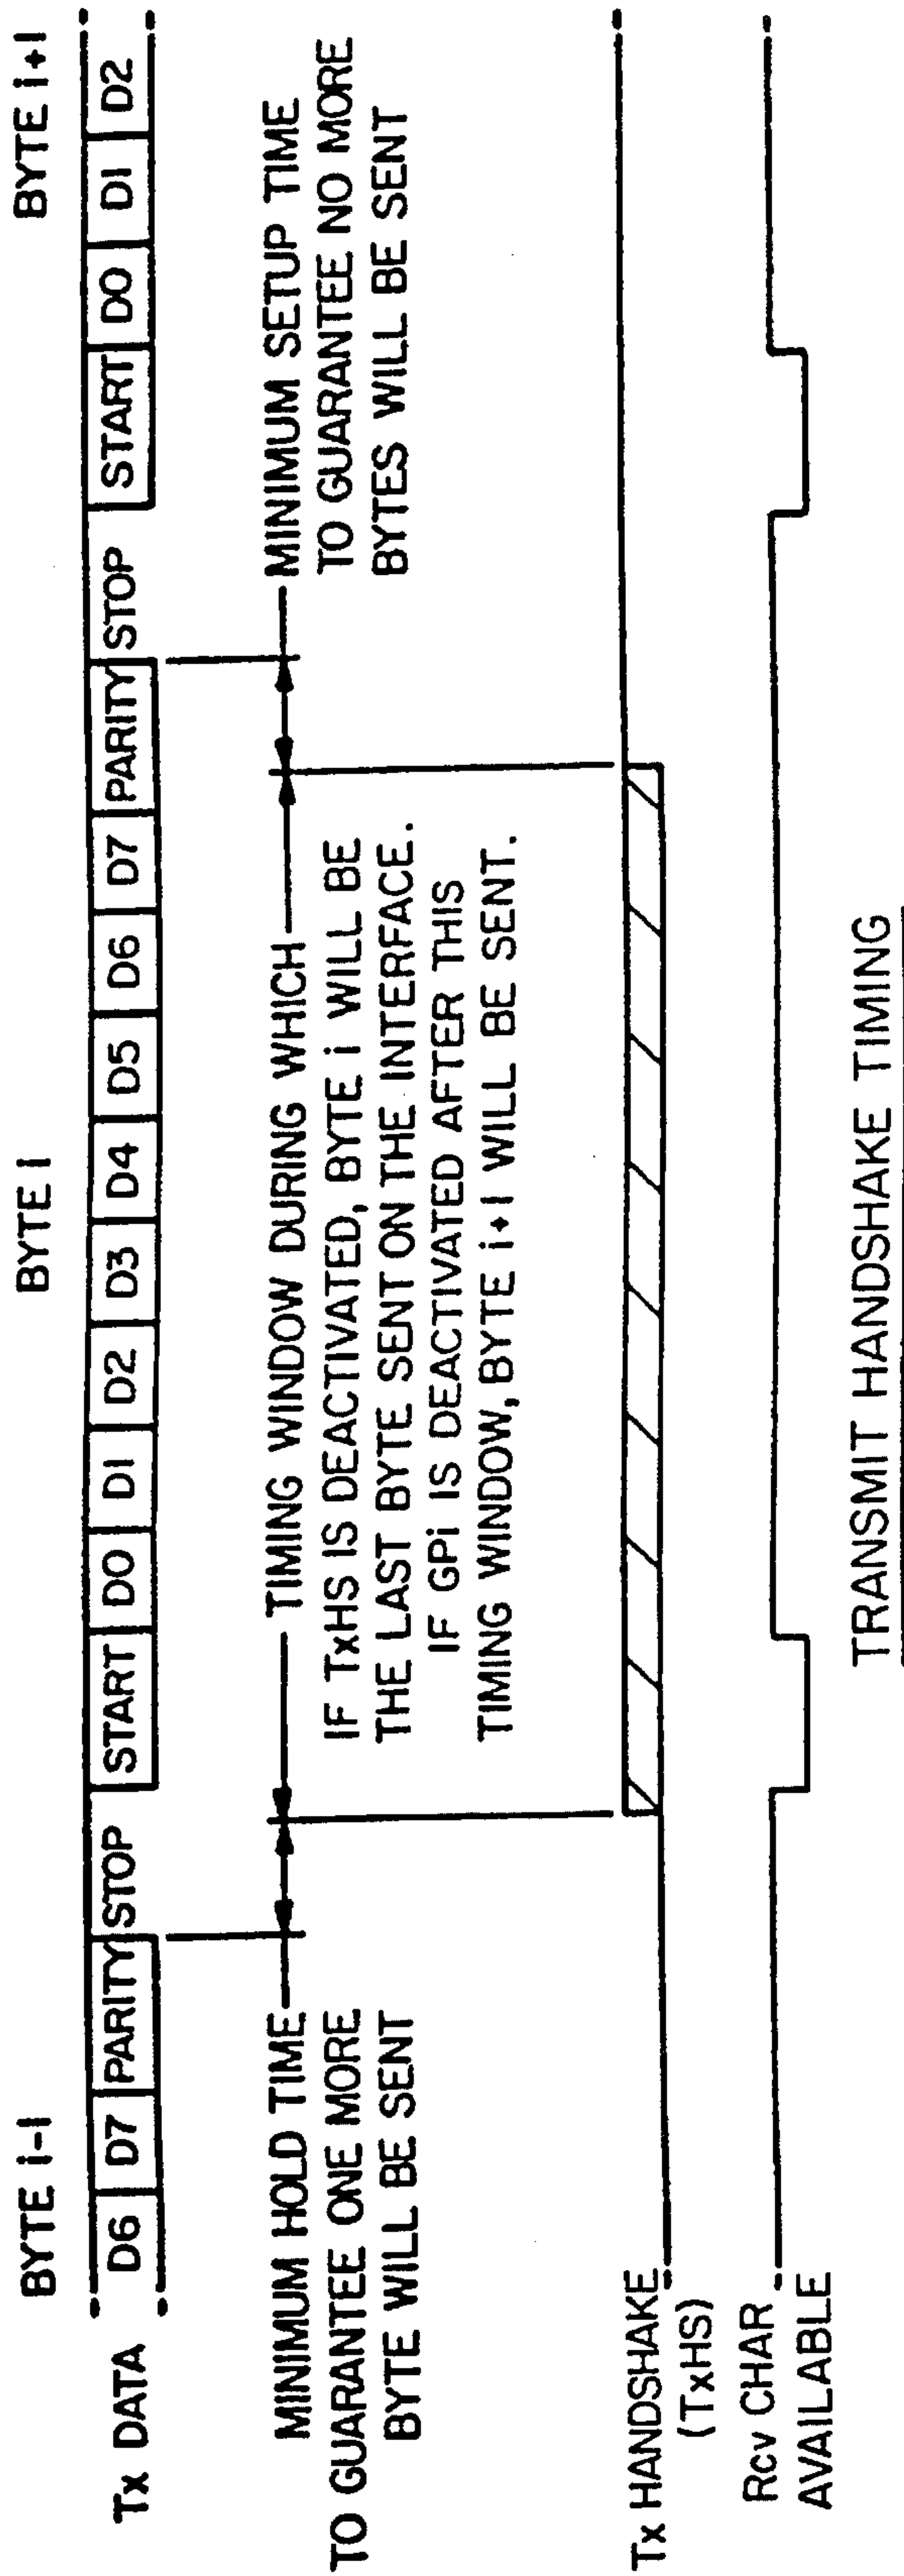 BYTE i-1 BYTE i BYTE i+1
Tx DATA D6 D7 PARITY STOP START D0 D1 D2 D3 D4 D5 D6 D7 PARITY STOP START D0 D1 D2
MINIMUM HOLD TIME
TO GUARANTEE ONE MORE
BYTE WILL BE SENT
TIMING WINDOW DURING WHICH
IF TxHS IS DEACTIVATED, BYTE i WILL BE
THE LAST BYTE SENT ON THE INTERFACE.
IF GPi IS DEACTIVATED AFTER THIS
TIMING WINDOW, BYTE i+1 WILL BE SENT.
MINIMUM SETUP TIME
TO GUARANTEE NO MORE
BYTES WILL BE SENT
Tx HANDSHAKE
(TxHS)
Rcv CHAR
AVAILABLE
TRANSMIT HANDSHAKE TIMING